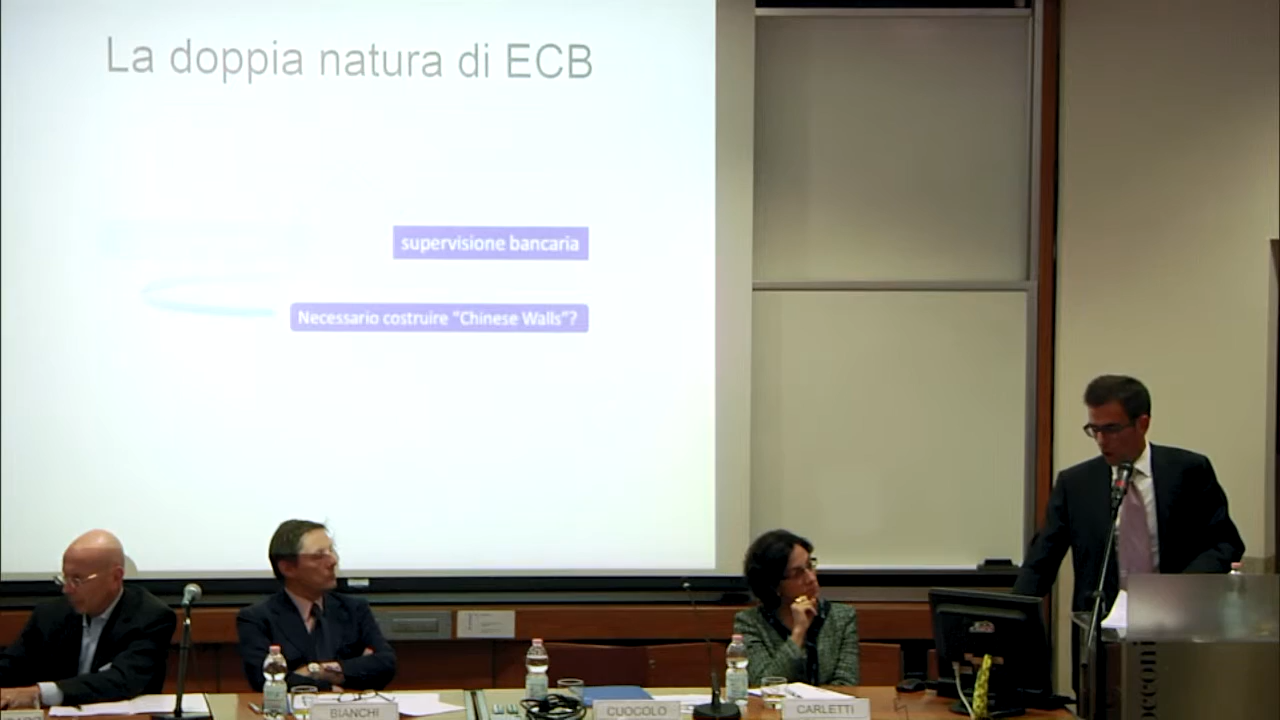 La doppia natura di ECB
supervisione bancaria
Necessario costruire "Chinese Walls"?
BIANCHI
CUOCOLO
CARLETTI